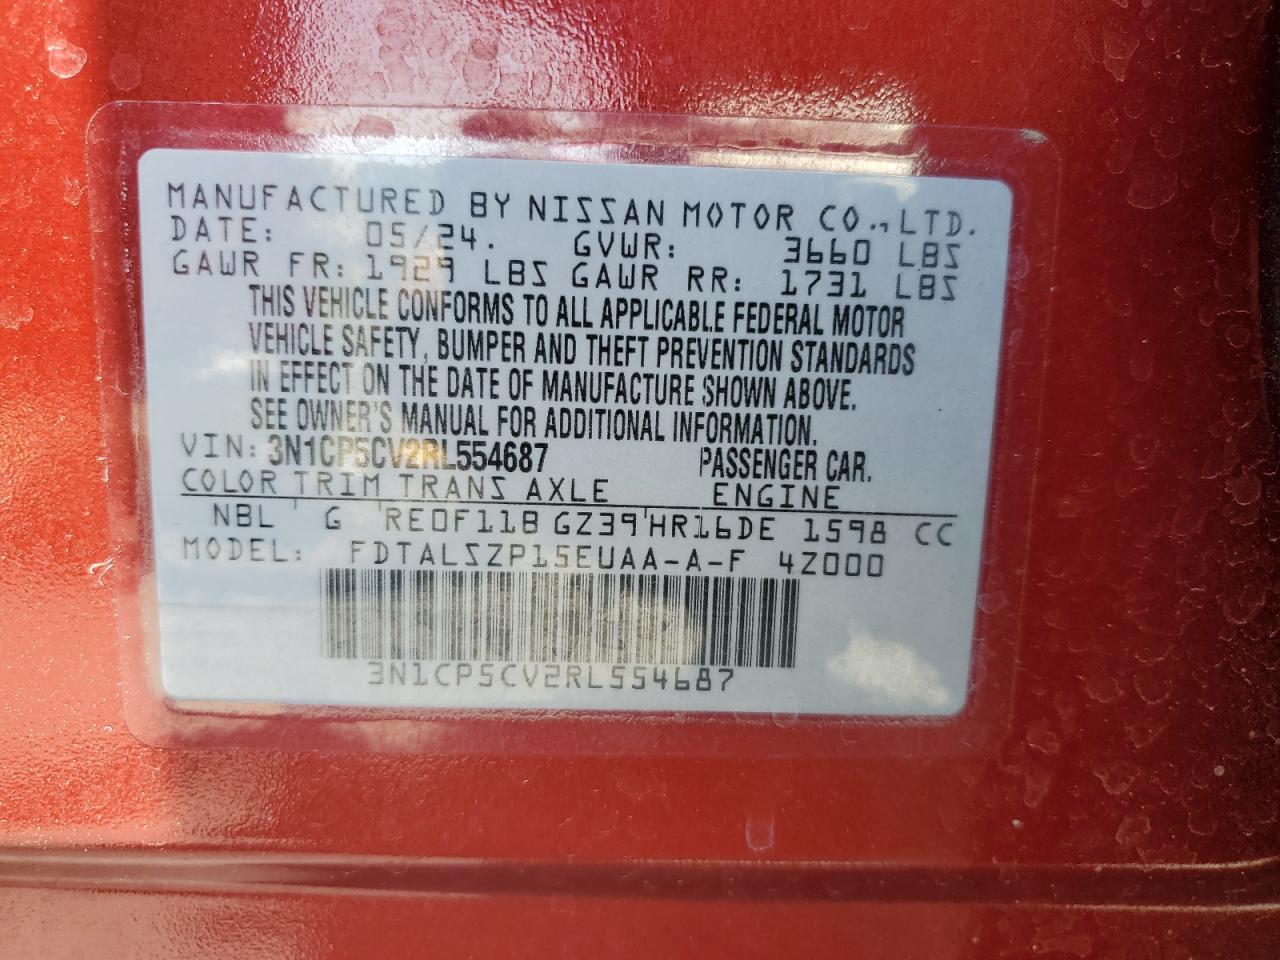 MANUFACTURED BY NISSAN MOTOR CO., LTD.
DATE: 05/24. GVWR: 3660 LBS
GAWR FR: 1929 LBS GAWR RR: 1731 LBS
THIS VEHICLE CONFORMS TO ALL APPLICABLE FEDERAL MOTOR
VEHICLE SAFETY, BUMPER AND THEFT PREVENTION STANDARDS
IN EFFECT ON THE DATE OF MANUFACTURE SHOWN ABOVE.
SEE OWNER'S MANUAL FOR ADDITIONAL INFORMATION.
VIN: 3N1CP5CV2RL554687 PASSENGER CAR.
COLOR TRIM TRANS AXLE ENGINE
NBL ' G ' RE0F11B GZ39 ' HR16DE 1598 CC
MODEL: FDTALSZP15EUAA-A-F 4Z000
3N1CP5CV2RL554687